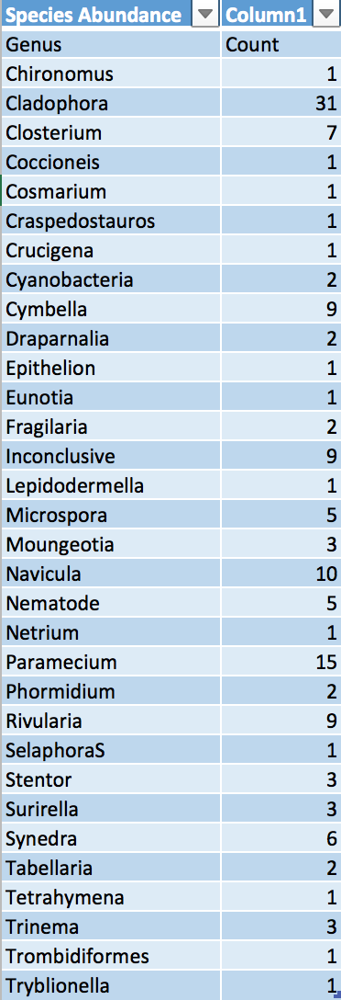 Species Abundance Column1
Genus Count
Chironomus 1
Cladophora 31
Closterium 7
Coccioneis 1
Cosmarium 1
Craspedostauros 1
Crucigena 1
Cyanobacteria 2
Cymbella 9
Draparnalia 2
Epithelion 1
Eunotia 1
Fragilaria 2
Inconclusive 9
Lepidodermella 1
Microspora 5
Moungeotia 3
Navicula 10
Nematode 5
Netrium 1
Paramecium 15
Phormidium 2
Rivularia 9
SelaphoraS 1
Stentor 3
Surirella 3
Synedra 6
Tabellaria 2
Tetrahymena 1
Trinema 3
Trombidiformes 1
Tryblionella 1